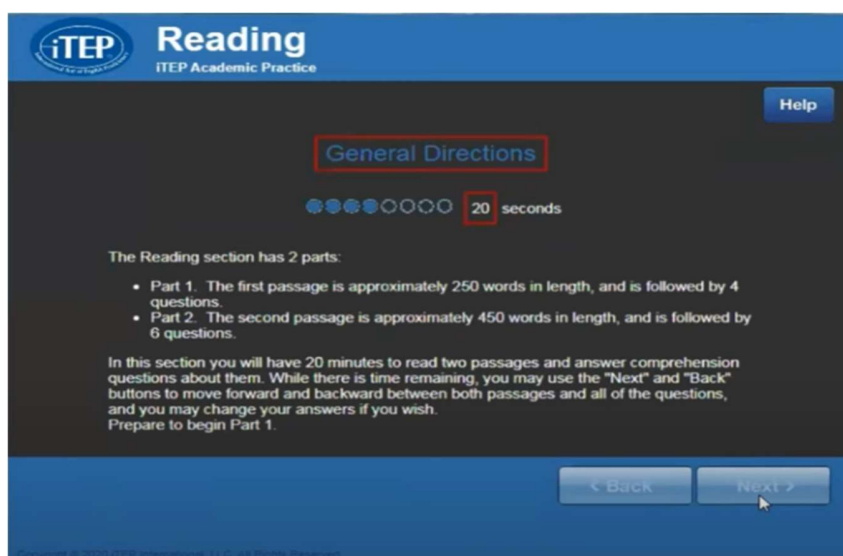 iTEP
Reading
iTEP Academic Practice
Help
General Directions
20 seconds
The Reading section has 2 parts:
• Part 1. The first passage is approximately 250 words in length, and is followed by 4
questions.
• Part 2. The second passage is approximately 450 words in length, and is followed by
6 questions.
In this section you will have 20 minutes to read two passages and answer comprehension
questions about them. While there is time remaining, you may use the "Next" and "Back"
buttons to move forward and backward between both passages and all of the questions,
and you may change your answers if you wish.
Prepare to begin Part 1.
< Back
Next >